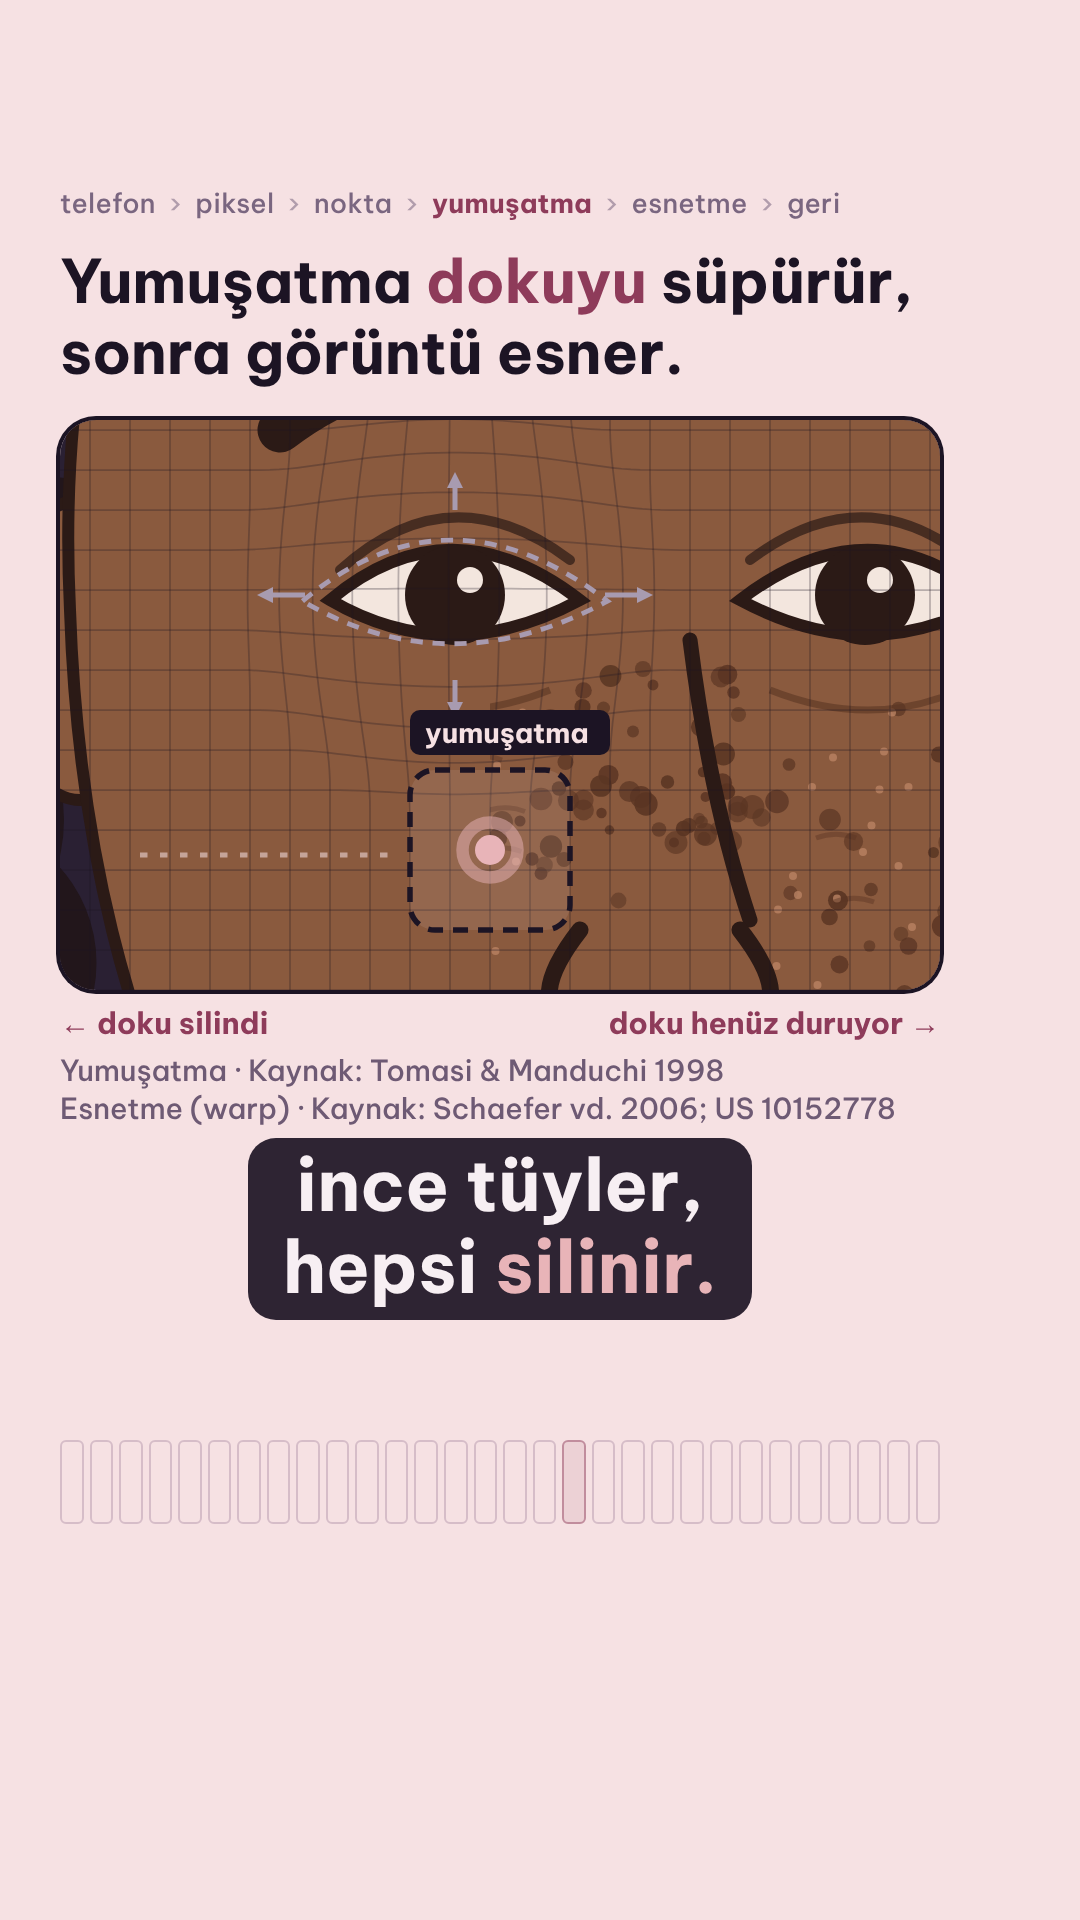 telefon › piksel › nokta › yumuşatma › esnetme › geri
Yumuşatma dokuyu süpürür,
sonra görüntü esner.
yumuşatma
← doku silindi
doku henüz duruyor →
Yumuşatma · Kaynak: Tomasi & Manduchi 1998
Esnetme (warp) · Kaynak: Schaefer vd. 2006; US 10152778
ince tüyler,
hepsi silinir.